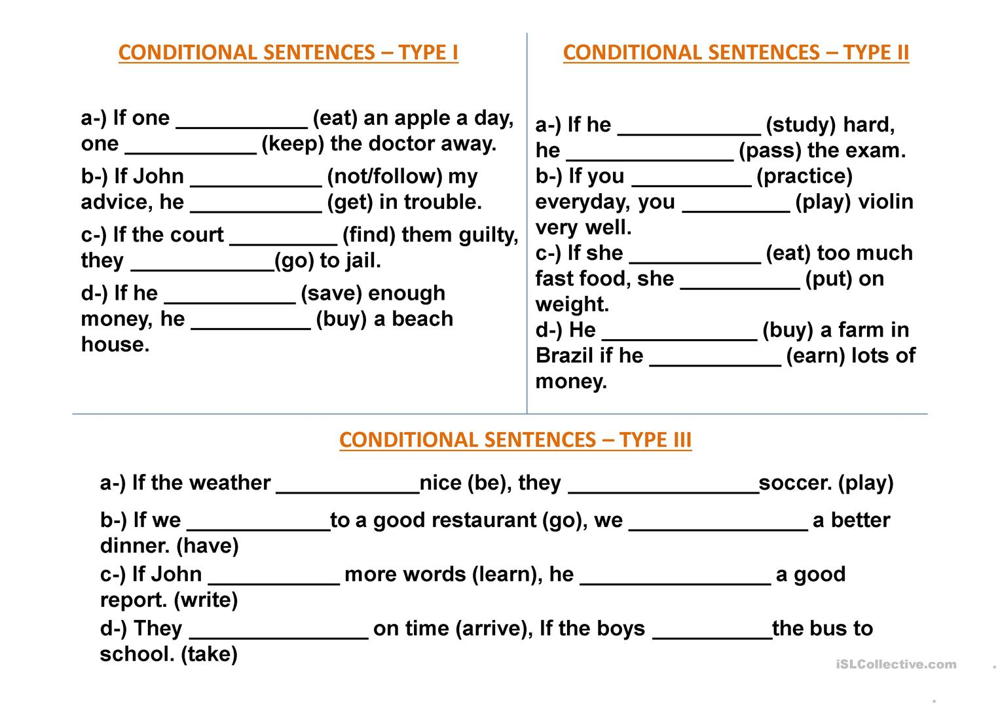 CONDITIONAL SENTENCES – TYPE I
a-) If one ___________ (eat) an apple a day,
one ___________ (keep) the doctor away.
b-) If John ___________ (not/follow) my
advice, he ___________ (get) in trouble.
c-) If the court _________ (find) them guilty,
they ____________(go) to jail.
d-) If he ___________ (save) enough
money, he __________ (buy) a beach
house.
CONDITIONAL SENTENCES – TYPE II
a-) If he ____________ (study) hard,
he ______________ (pass) the exam.
b-) If you __________ (practice)
everyday, you _________ (play) violin
very well.
c-) If she ___________ (eat) too much
fast food, she __________ (put) on
weight.
d-) He _____________ (buy) a farm in
Brazil if he ___________ (earn) lots of
money.
CONDITIONAL SENTENCES – TYPE III
a-) If the weather ____________nice (be), they ________________soccer. (play)
b-) If we ____________to a good restaurant (go), we _______________ a better
dinner. (have)
c-) If John ___________ more words (learn), he ________________ a good
report. (write)
d-) They _______________ on time (arrive), If the boys __________the bus to
school. (take)
iSLCollective.com